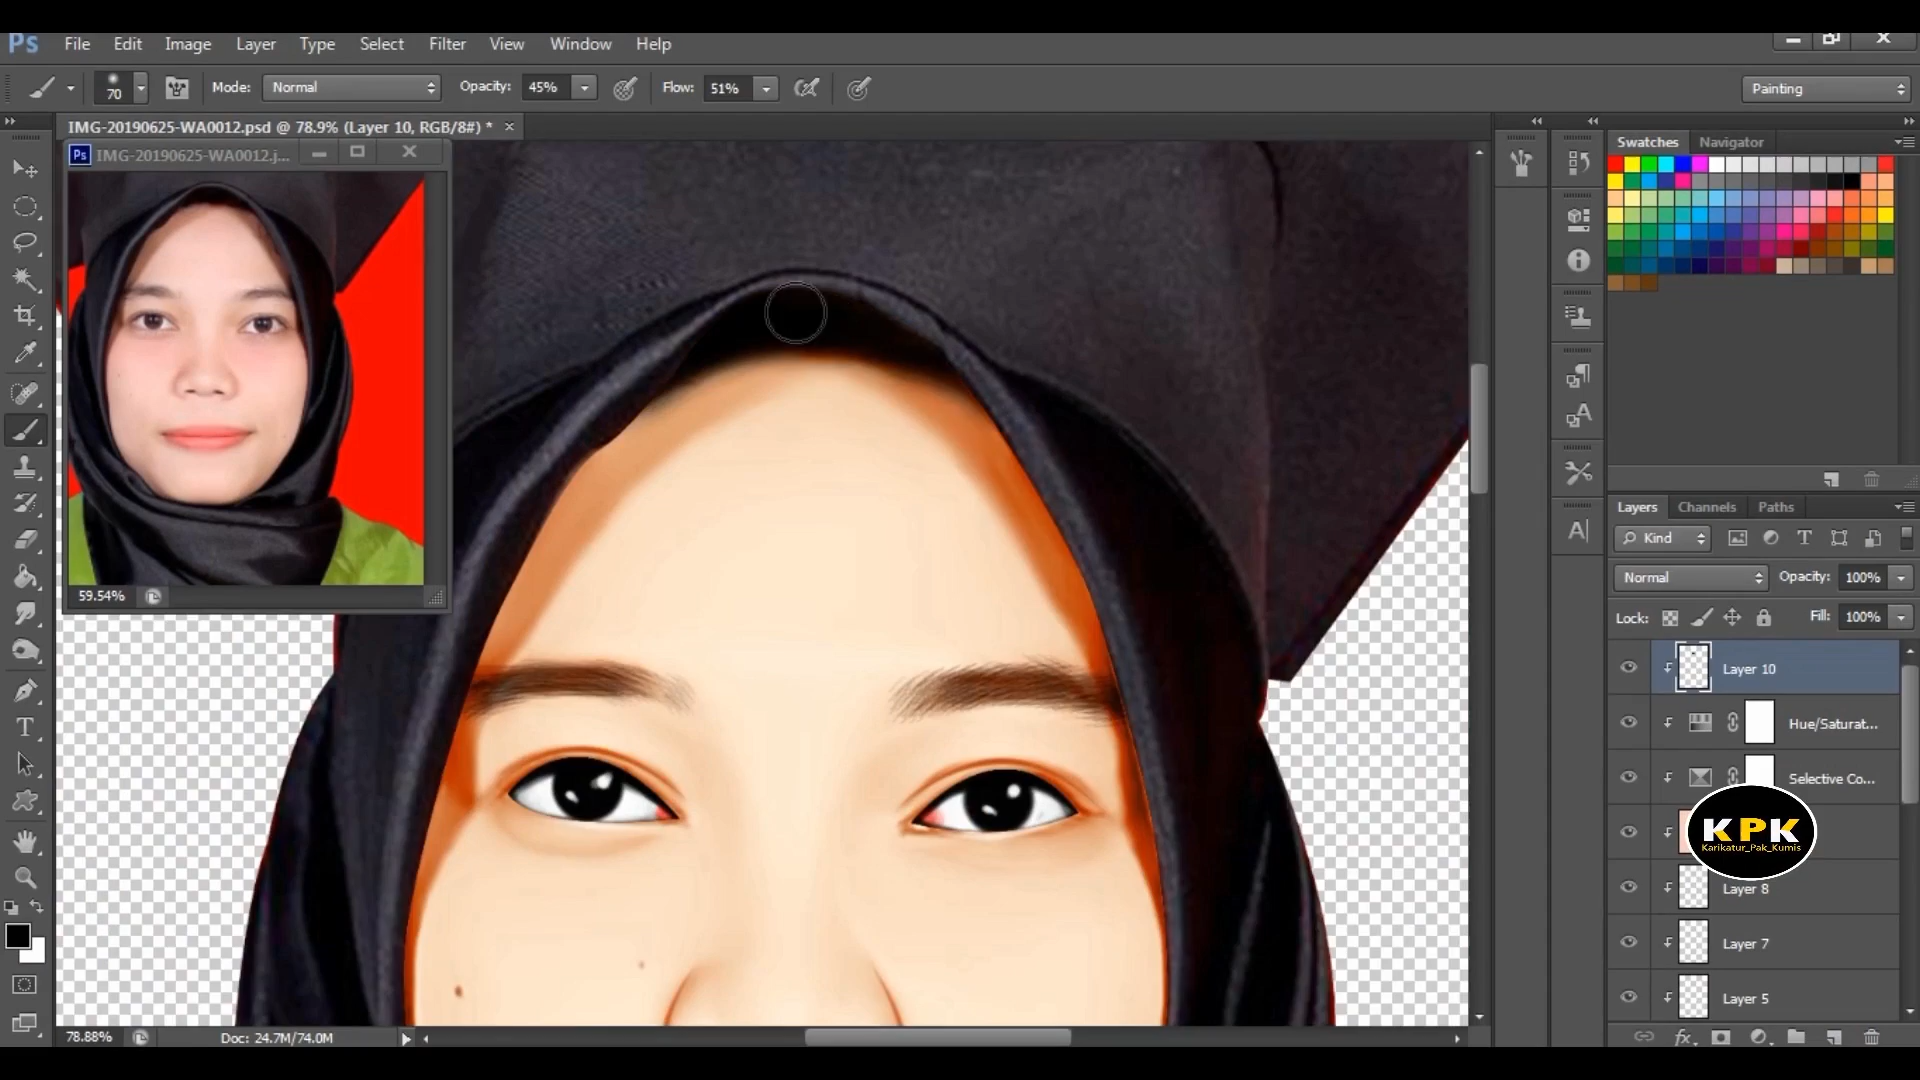 Ps File Edit Image Layer Type Select Filter View Window Help
70 Mode: Normal Opacity: 45% Flow: 51% Painting
IMG-20190625-WA0012.psd @ 78.9% (Layer 10, RGB/8#) * ×
Ps IMG-20190625-WA0012.j...
59.54%
Swatches Navigator
Layers Channels Paths
Kind
Normal Opacity: 100%
Lock: Fill: 100%
Layer 10
Hue/Saturat...
Selective Co...
KPK
Karikatur_Pak_Kumis
Layer 8
Layer 7
Layer 5
fx
78.88% Doc: 24.7M/74.0M